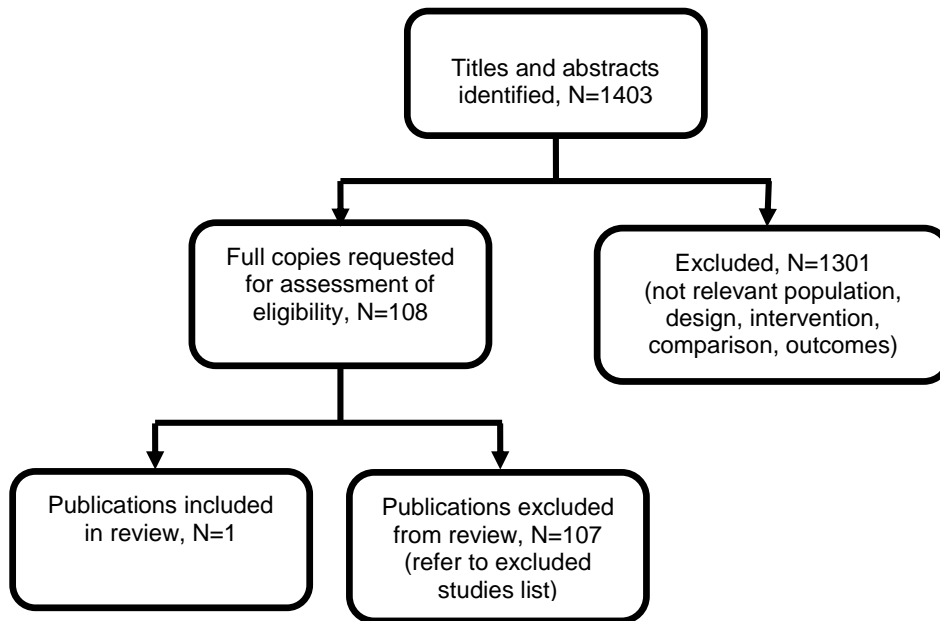 Titles and abstracts
identified, N=1403
Full copies requested
for assessment of
eligibility, N=108
Excluded, N=1301
(not relevant population,
design, intervention,
comparison, outcomes)
Publications included
in review, N=1
Publications excluded
from review, N=107
(refer to excluded
studies list)